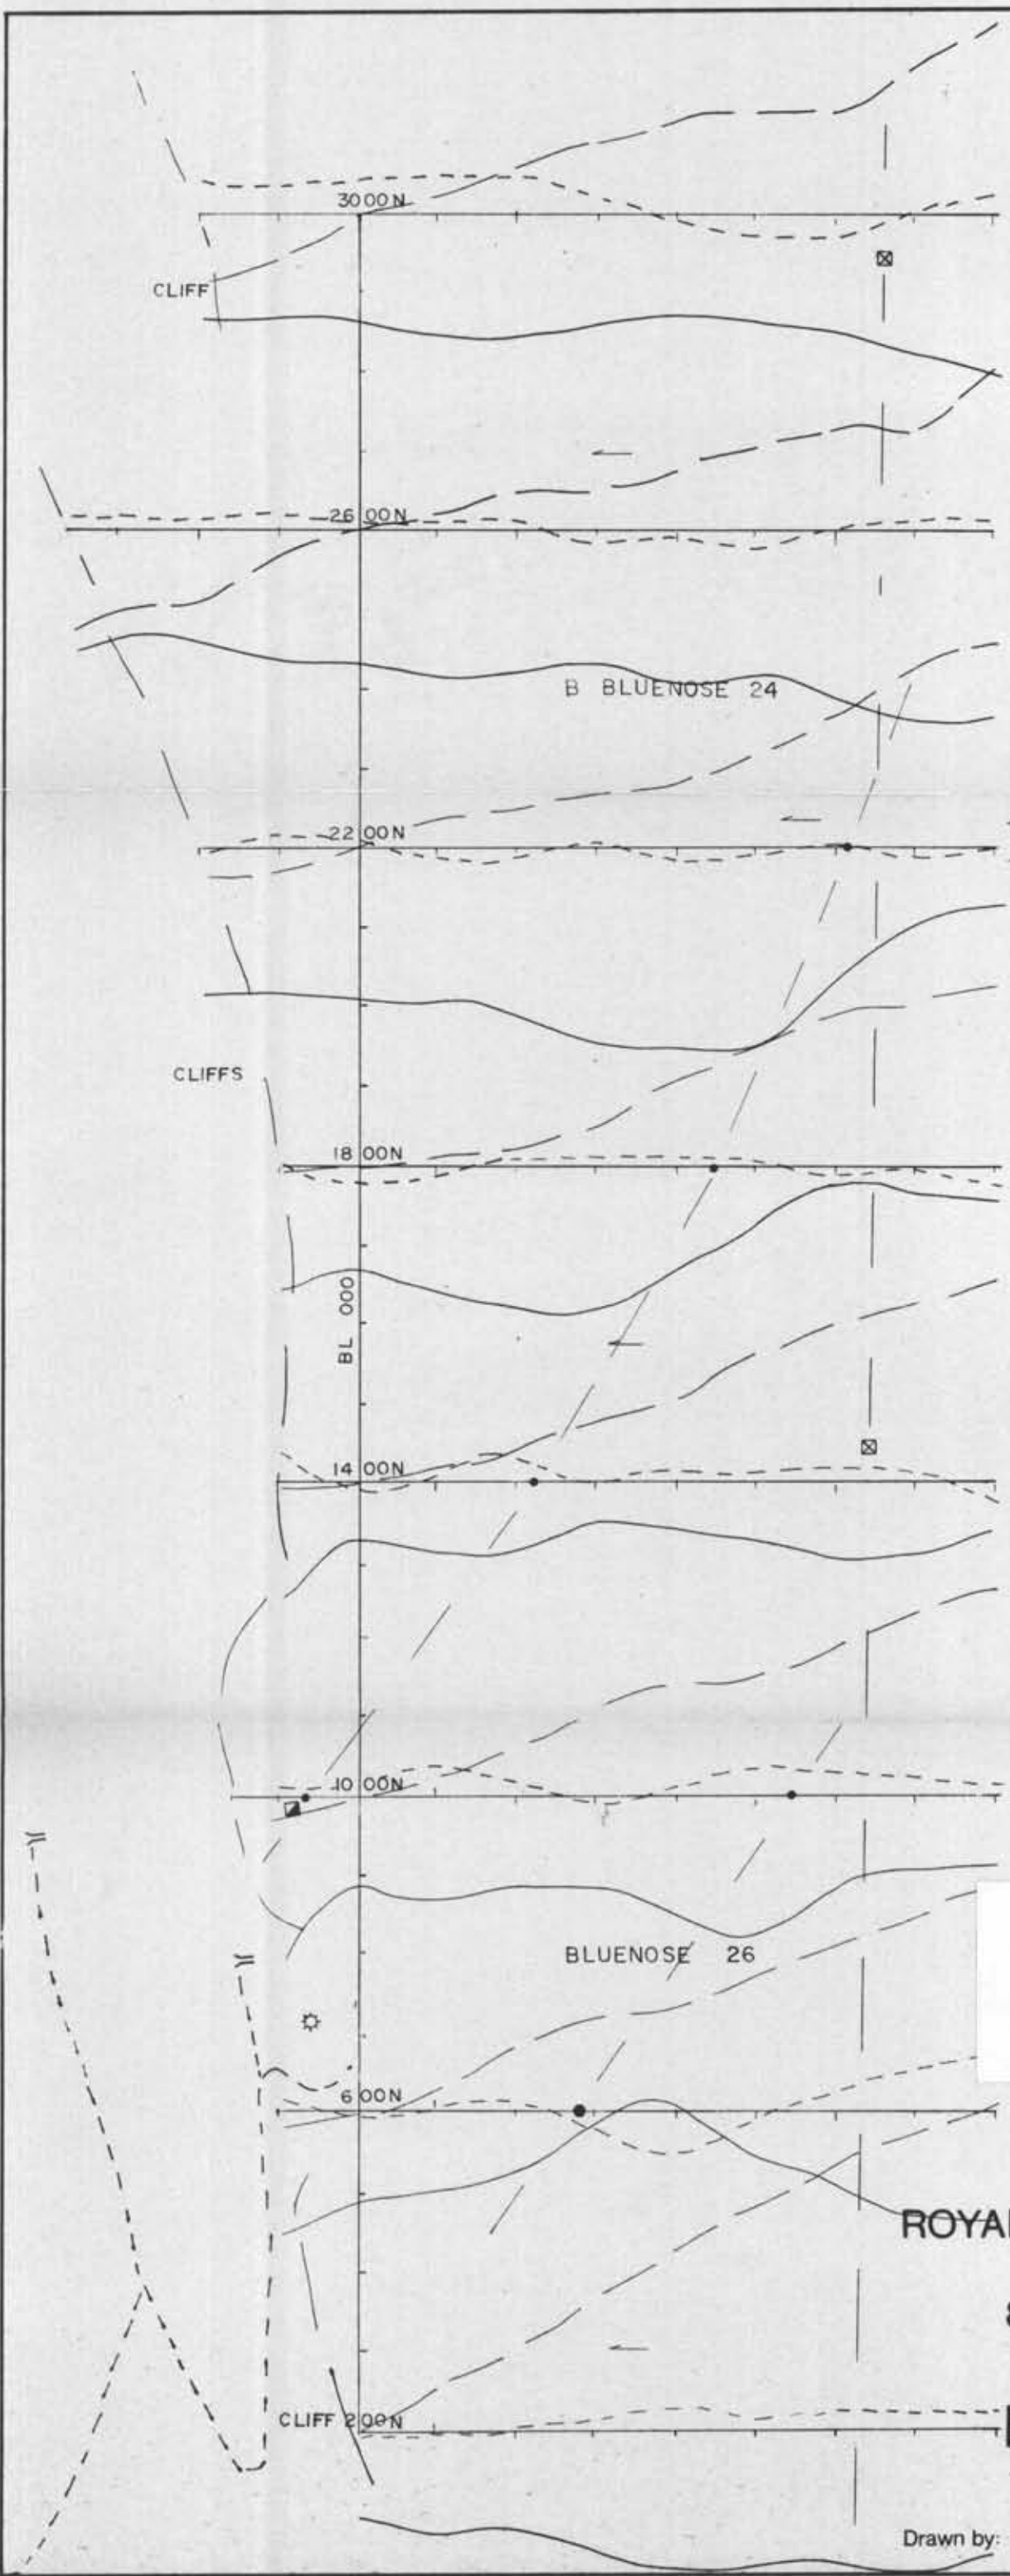 30 00 N
CLIFF
26 00 N
B BLUENOSE 24
22 00 N
CLIFFS
18 00 N
BL 000
14 00 N
10 00 N
BLUENOSE 26
6 00 N
ROYAL
CLIFF 2 00 N
Drawn by: